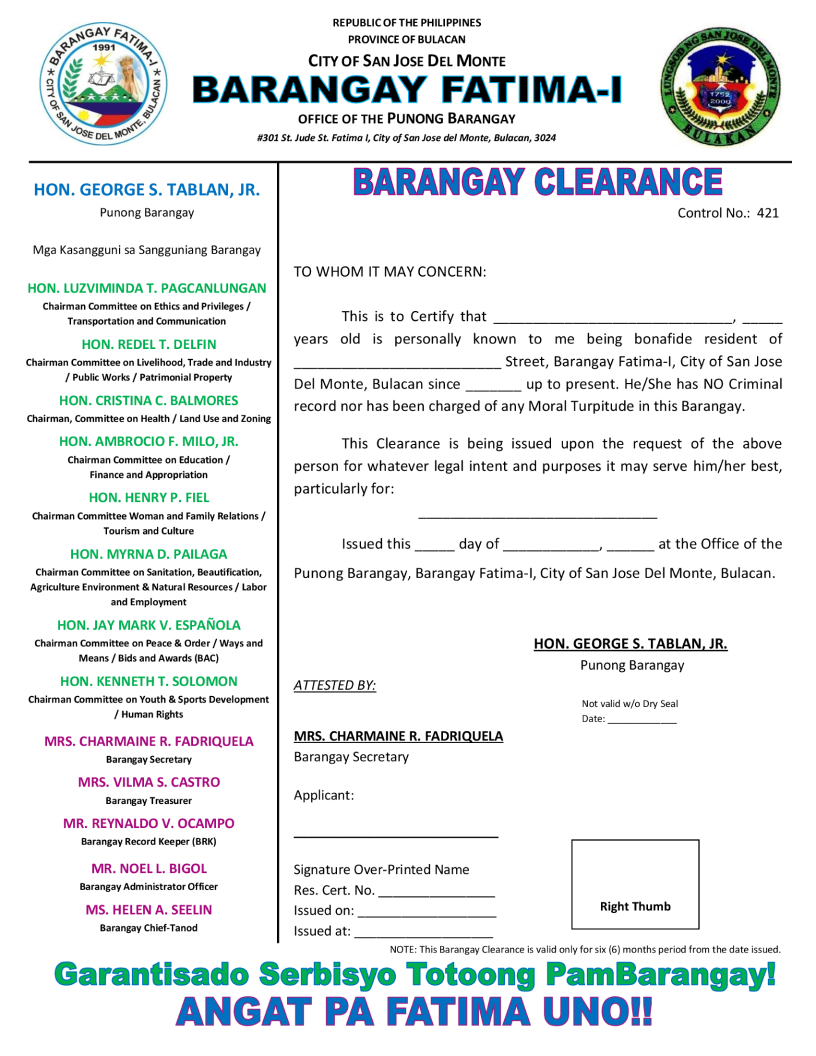 REPUBLIC OF THE PHILIPPINES
PROVINCE OF BULACAN
CITY OF SAN JOSE DEL MONTE
BARANGAY FATIMA-I
OFFICE OF THE PUNONG BARANGAY
#301 St. Jude St. Fatima I, City of San Jose del Monte, Bulacan, 3024
BARANGAY FATIMA-I
1991
CITY OF SAN JOSE DEL MONTE, BULACAN
LUNGSOD NG SAN JOSE DEL MONTE
1752
2000
BULAKAN
HON. GEORGE S. TABLAN, JR.
Punong Barangay
Mga Kasangguni sa Sangguniang Barangay
HON. LUZVIMINDA T. PAGCANLUNGAN
Chairman Committee on Ethics and Privileges /
Transportation and Communication
HON. REDEL T. DELFIN
Chairman Committee on Livelihood, Trade and Industry
/ Public Works / Patrimonial Property
HON. CRISTINA C. BALMORES
Chairman, Committee on Health / Land Use and Zoning
HON. AMBROCIO F. MILO, JR.
Chairman Committee on Education /
Finance and Appropriation
HON. HENRY P. FIEL
Chairman Committee Woman and Family Relations /
Tourism and Culture
HON. MYRNA D. PAILAGA
Chairman Committee on Sanitation, Beautification,
Agriculture Environment & Natural Resources / Labor
and Employment
HON. JAY MARK V. ESPAÑOLA
Chairman Committee on Peace & Order / Ways and
Means / Bids and Awards (BAC)
HON. KENNETH T. SOLOMON
Chairman Committee on Youth & Sports Development
/ Human Rights
MRS. CHARMAINE R. FADRIQUELA
Barangay Secretary
MRS. VILMA S. CASTRO
Barangay Treasurer
MR. REYNALDO V. OCAMPO
Barangay Record Keeper (BRK)
MR. NOEL L. BIGOL
Barangay Administrator Officer
MS. HELEN A. SEELIN
Barangay Chief-Tanod
BARANGAY CLEARANCE
Control No.: 421
TO WHOM IT MAY CONCERN:
This is to Certify that ______________________________, _____
years old is personally known to me being bonafide resident of
__________________________ Street, Barangay Fatima-I, City of San Jose
Del Monte, Bulacan since _______ up to present. He/She has NO Criminal
record nor has been charged of any Moral Turpitude in this Barangay.
This Clearance is being issued upon the request of the above
person for whatever legal intent and purposes it may serve him/her best,
particularly for:
______________________________
Issued this _____ day of ____________, ______ at the Office of the
Punong Barangay, Barangay Fatima-I, City of San Jose Del Monte, Bulacan.
HON. GEORGE S. TABLAN, JR.
Punong Barangay
ATTESTED BY:
Not valid w/o Dry Seal
Date: _____________
MRS. CHARMAINE R. FADRIQUELA
Barangay Secretary
Applicant:
__________________________
Signature Over-Printed Name
Res. Cert. No. _______________
Issued on: __________________
Issued at: __________________
Right Thumb
NOTE: This Barangay Clearance is valid only for six (6) months period from the date issued.
Garantisado Serbisyo Totoong PamBarangay!
ANGAT PA FATIMA UNO!!